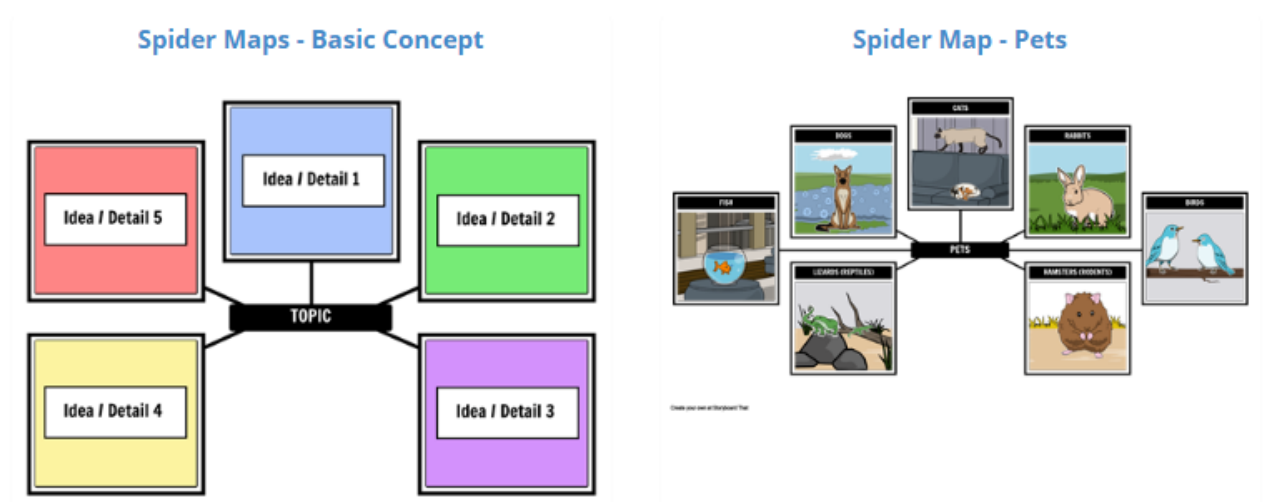 Spider Maps - Basic Concept
Idea / Detail 1
Idea / Detail 5
Idea / Detail 2
TOPIC
Idea / Detail 4
Idea / Detail 3
Spider Map - Pets
CATS
DOGS
RABBITS
FISH
BIRDS
PETS
LIZARDS (REPTILES)
HAMSTERS (RODENTS)
Create your own at Storyboard That